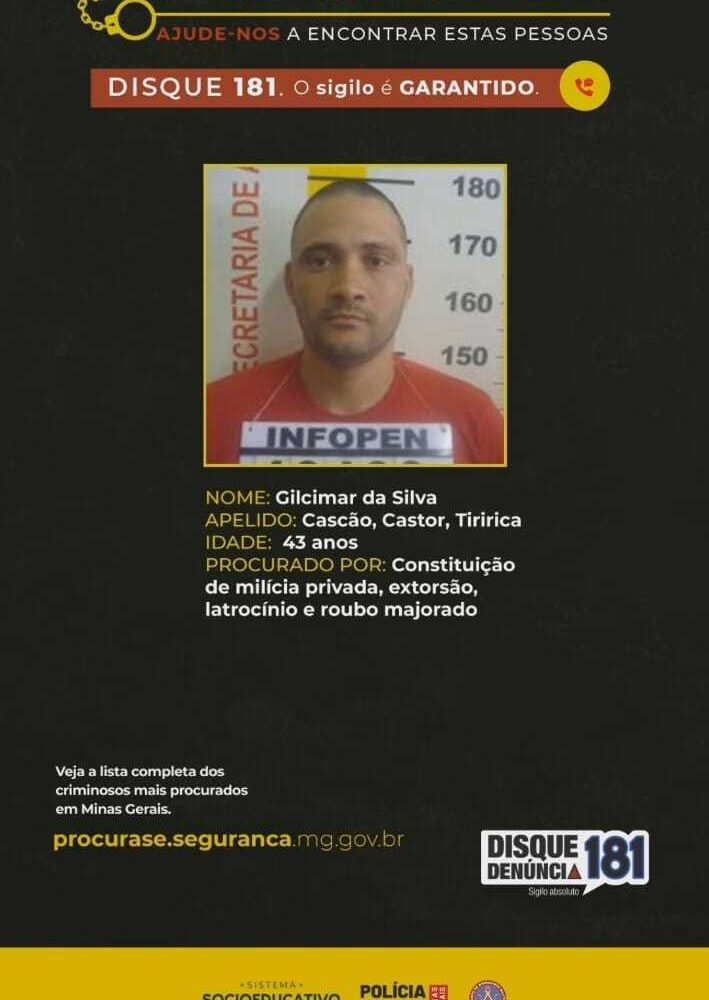 AJUDE-NOS A ENCONTRAR ESTAS PESSOAS
DISQUE 181. O sigilo é GARANTIDO.
ECRETARIA DE
180
170
160
150
INFOPEN
NOME: Gilcimar da Silva
APELIDO: Cascão, Castor, Tiririca
IDADE: 43 anos
PROCURADO POR: Constituição
de milícia privada, extorsão,
latrocínio e roubo majorado
Veja a lista completa dos
criminosos mais procurados
em Minas Gerais.
procurase.seguranca.mg.gov.br
DISQUE
DENÚNCIA
181
Sigilo absoluto
SISTEMA
SOCIOEDUCATIVO
POLÍCIA